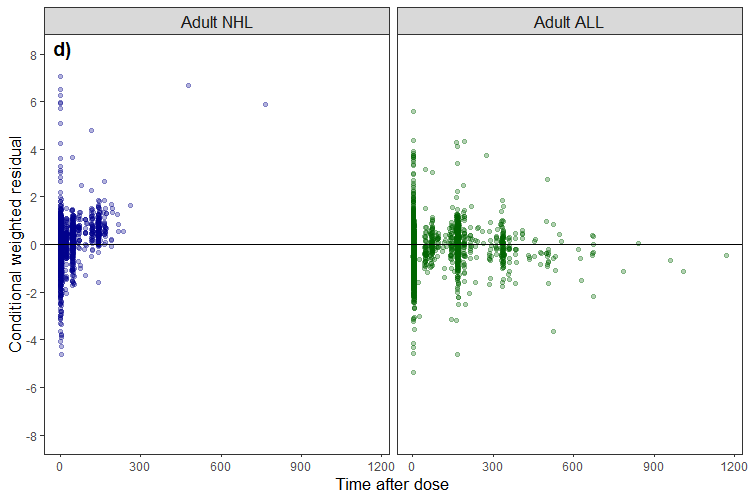 Adult NHL
Adult ALL
d)
Conditional weighted residual
8
6
4
2
0
-2
-4
-6
-8
0 300 600 900 1200
0 300 600 900 1200
Time after dose